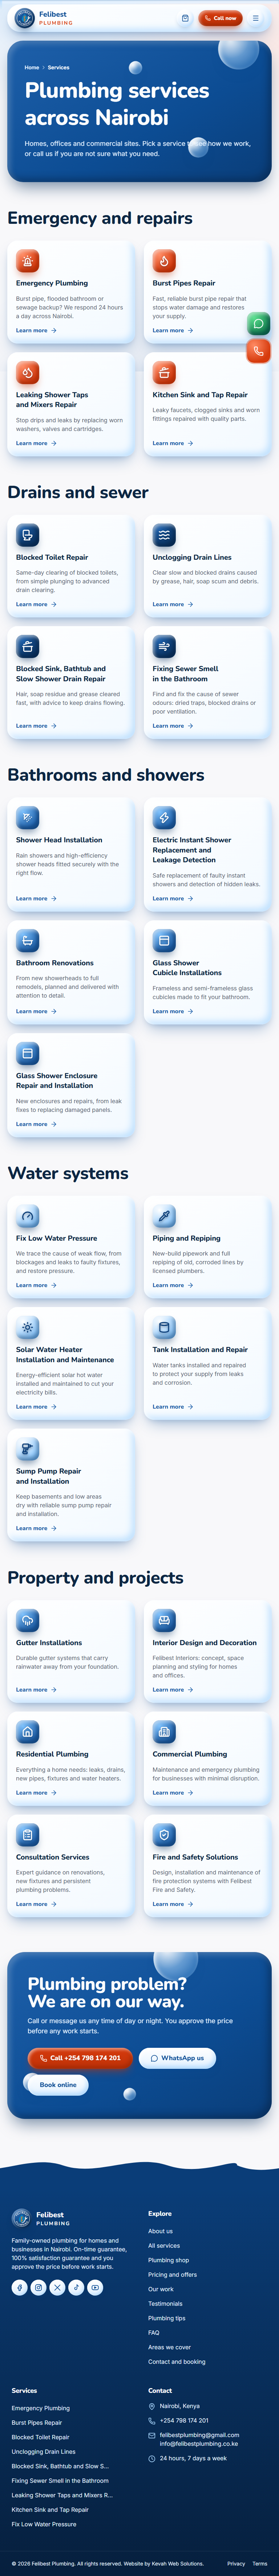 Felibest
PLUMBING
Call now
Home > Services
Plumbing services
across Nairobi
Homes, offices and commercial sites. Pick a service to see how we work,
or call us if you are not sure what you need.
Emergency and repairs
Emergency Plumbing
Burst pipe, flooded bathroom or
sewage backup? We respond 24 hours
a day across Nairobi.
Learn more
Burst Pipes Repair
Fast, reliable burst pipe repair that
stops water damage and restores
your supply.
Learn more
Leaking Shower Taps
and Mixers Repair
Stop drips and leaks by replacing worn
washers, valves and cartridges.
Learn more
Kitchen Sink and Tap Repair
Leaky faucets, clogged sinks and worn
fittings repaired with quality parts.
Learn more
Drains and sewer
Blocked Toilet Repair
Same-day clearing of blocked toilets,
from simple plunging to advanced
drain clearing.
Learn more
Unclogging Drain Lines
Clear slow and blocked drains caused
by grease, hair, soap scum and debris.
Learn more
Blocked Sink, Bathtub and
Slow Shower Drain Repair
Hair, soap residue and grease cleared
fast, with advice to keep drains flowing.
Learn more
Fixing Sewer Smell
in the Bathroom
Find and fix the cause of sewer
odours: dried traps, blocked drains or
poor ventilation.
Learn more
Bathrooms and showers
Shower Head Installation
Rain showers and high-efficiency
shower heads fitted securely with the
right flow.
Learn more
Electric Instant Shower
Replacement and
Leakage Detection
Safe replacement of faulty instant
showers and detection of hidden leaks.
Learn more
Bathroom Renovations
From new showerheads to full
remodels, planned and delivered with
attention to detail.
Learn more
Glass Shower
Cubicle Installations
Frameless and semi-frameless glass
cubicles made to fit your bathroom.
Learn more
Glass Shower Enclosure
Repair and Installation
New enclosures and repairs, from leak
fixes to replacing damaged panels.
Learn more
Water systems
Fix Low Water Pressure
We trace the cause of weak flow, from
blockages and leaks to faulty fixtures,
and restore pressure.
Learn more
Piping and Repiping
New-build pipework and full
repiping of old, corroded lines by
licensed plumbers.
Learn more
Solar Water Heater
Installation and Maintenance
Energy-efficient solar hot water
installed and maintained to cut your
electricity bills.
Learn more
Tank Installation and Repair
Water tanks installed and repaired
to protect your supply from leaks
and corrosion.
Learn more
Sump Pump Repair
and Installation
Keep basements and low areas
dry with reliable sump pump repair
and installation.
Learn more
Property and projects
Gutter Installations
Durable gutter systems that carry
rainwater away from your foundation.
Learn more
Interior Design and Decoration
Felibest Interiors: concept, space
planning and styling for homes
and offices.
Learn more
Residential Plumbing
Everything a home needs: leaks, drains,
new pipes, fixtures and water heaters.
Learn more
Commercial Plumbing
Maintenance and emergency plumbing
for businesses with minimal disruption.
Learn more
Consultation Services
Expert guidance on renovations,
new fixtures and persistent
plumbing problems.
Learn more
Fire and Safety Solutions
Design, installation and maintenance of
fire protection systems with Felibest
Fire and Safety.
Learn more
Plumbing problem?
We are on our way.
Call or message us any time of day or night. You approve the price
before any work starts.
Call +254 798 174 201
WhatsApp us
Book online
Felibest
PLUMBING
Family-owned plumbing for homes and
businesses in Nairobi. On-time guarantee,
100% satisfaction guarantee and you
approve the price before work starts.
Explore
About us
All services
Plumbing shop
Pricing and offers
Our work
Testimonials
Plumbing tips
FAQ
Areas we cover
Contact and booking
Services
Emergency Plumbing
Burst Pipes Repair
Blocked Toilet Repair
Unclogging Drain Lines
Blocked Sink, Bathtub and Slow S...
Fixing Sewer Smell in the Bathroom
Leaking Shower Taps and Mixers R...
Kitchen Sink and Tap Repair
Fix Low Water Pressure
Contact
Nairobi, Kenya
+254 798 174 201
felibestplumbing@gmail.com
info@felibestplumbing.co.ke
24 hours, 7 days a week
© 2026 Felibest Plumbing. All rights reserved. Website by Kevah Web Solutions.
Privacy Terms